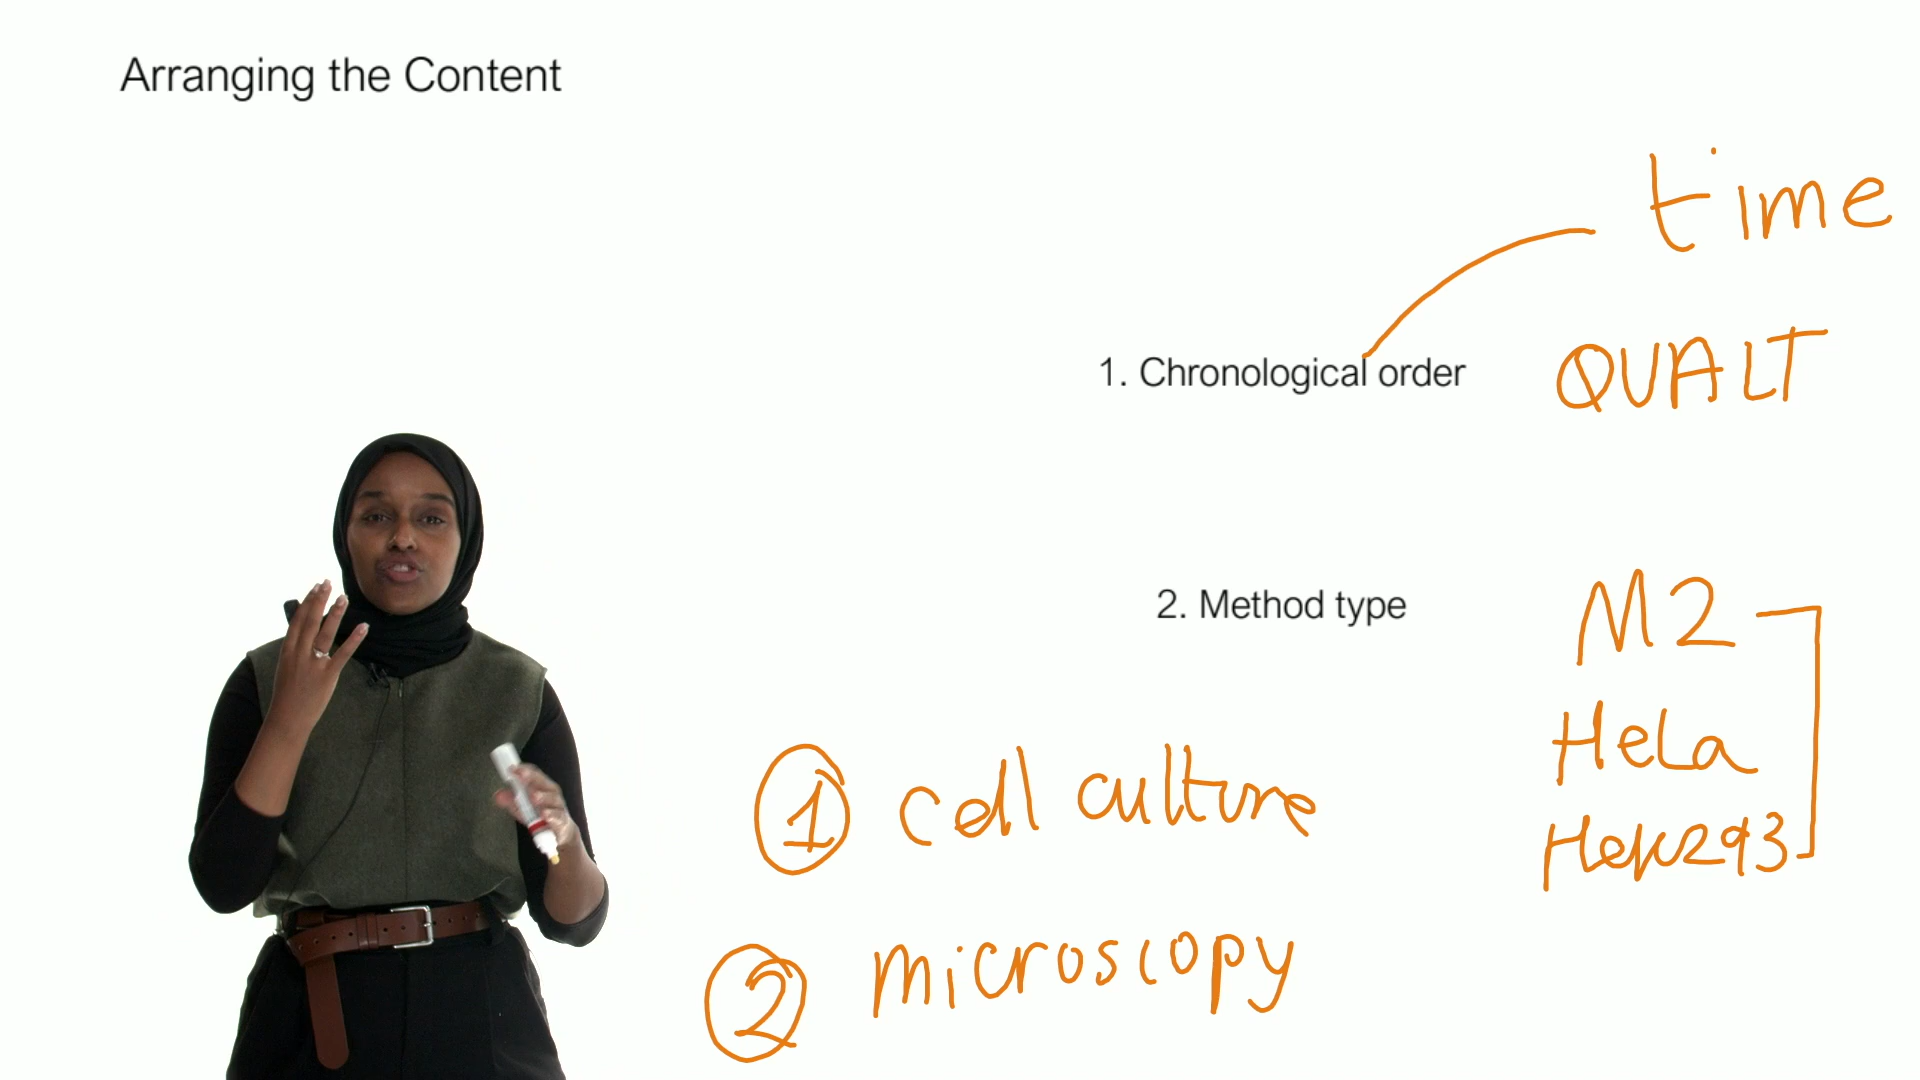 Arranging the Content
time
1. Chronological order
QUALT
2. Method type
M2
HeLa
Hek293
1 cell culture
2 microscopy